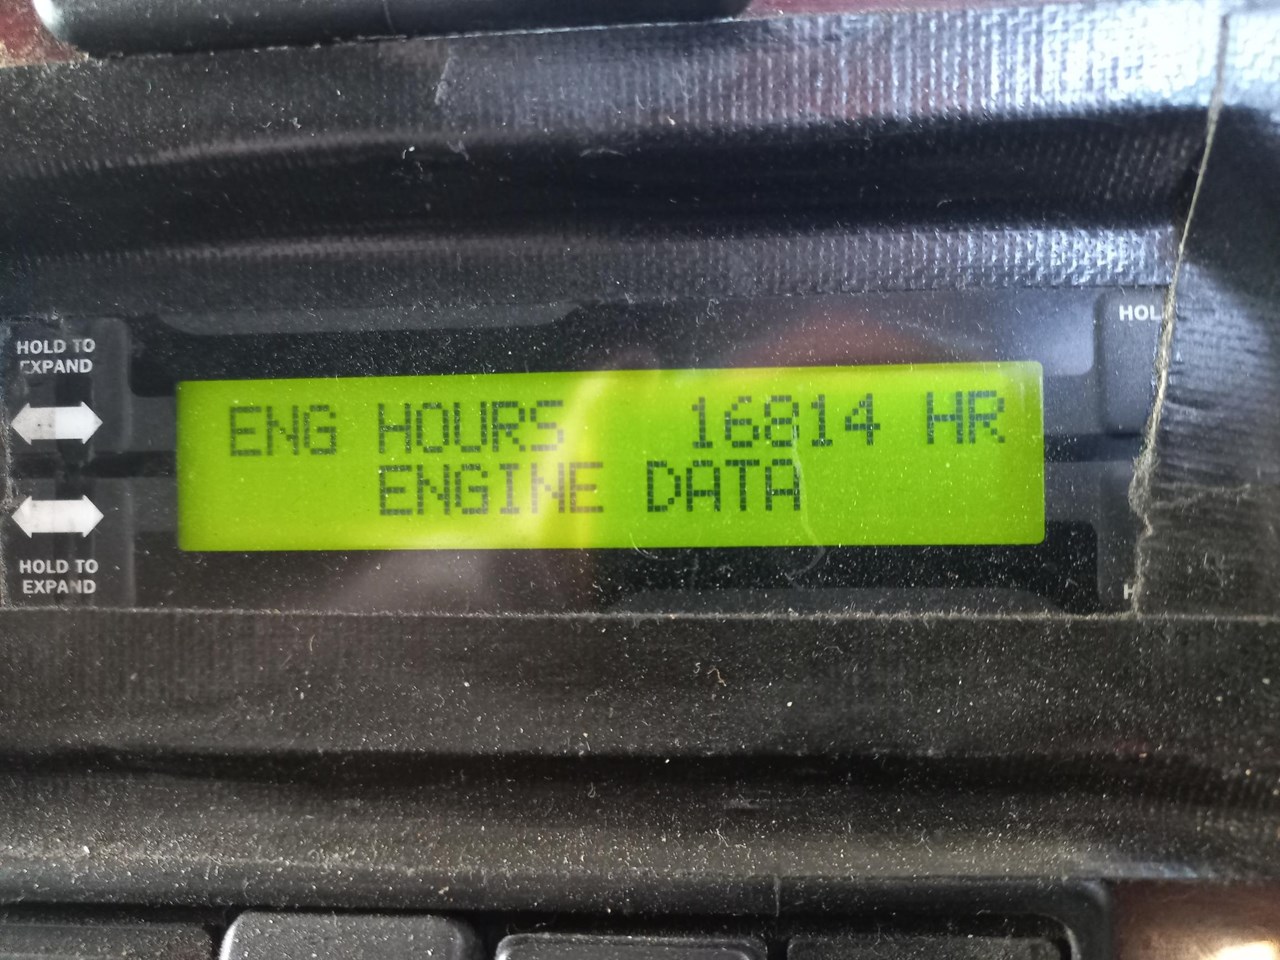 HOLD TO
EXPAND
ENG HOURS 16814 HR
ENGINE DATA
HOLD TO
EXPAND